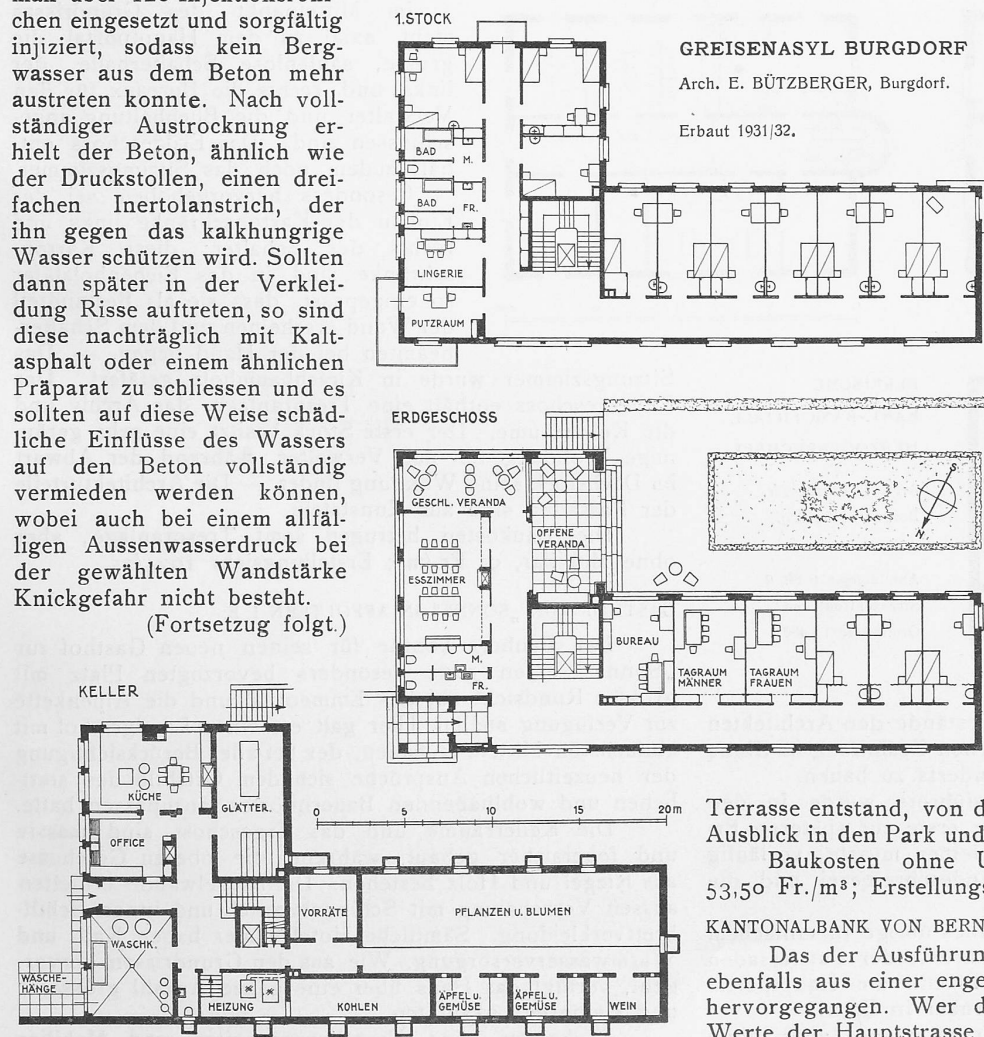 chen eingesetzt und sorgfältig
injiziert, sodass kein Berg-
wasser aus dem Beton mehr
austreten konnte. Nach voll-
ständiger Austrocknung er-
hielt der Beton, ähnlich wie
der Druckstollen, einen drei-
fachen Inertolanstrich, der
ihn gegen das kalkhungrige
Wasser schützen wird. Sollten
dann später in der Verklei-
dung Risse auftreten, so sind
diese nachträglich mit Kalt-
asphalt oder einem ähnlichen
Präparat zu schliessen und es
sollten auf diese Weise schäd-
liche Einflüsse des Wassers
auf den Beton vollständig
vermieden werden können,
wobei auch bei einem allfäl-
ligen Aussenwasserdruck bei
der gewählten Wandstärke
Knickgefahr nicht besteht.
(Fortsetzug folgt.)
1.STOCK
GREISENASYL BURGDORF
Arch. E. BÜTZBERGER, Burgdorf.
Erbaut 1931/32.
BAD
M.
BAD
FR.
LINGERIE
PUTZRAUM
ERDGESCHOSS
GESCHL. VERANDA
OFFENE
VERANDA
N
ESSZIMMER
M.
FR.
BUREAU
TAGRAUM
MÄNNER
TAGRAUM
FRAUEN
KELLER
KÜCHE
GLÄTTER.
OFFICE
0 5 10 15 20m
VORRÄTE
PFLANZEN U. BLUMEN
WASCHK.
WÄSCHE-
HÄNGE
HEIZUNG
KOHLEN
ÄPFEL U.
GEMÜSE
ÄPFEL U.
GEMÜSE
WEIN
Terrasse entstand, von d
Ausblick in den Park und
Baukosten ohne U
53,50 Fr./m³; Erstellungs
KANTONALBANK VON BERN
Das der Ausführun
ebenfalls aus einer enge
hervorgegangen. Wer d
Werte der Hauptstrasse